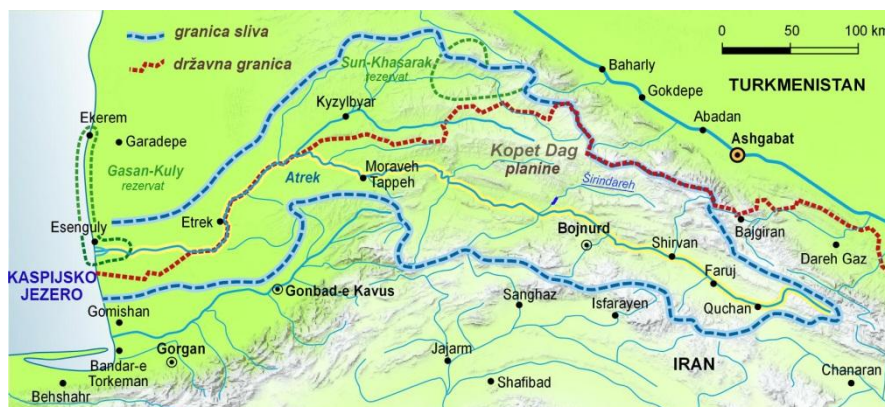 granica sliva
državna granica
0 50 100 km
Sun-Khasarak
rezervat
Baharly
TURKMENISTAN
Gokdepe
Kyzylbyar
Ekerem
Garadepe
Abadan
Ashgabat
Kopet Dag
planine
Gasan-Kuly
rezervat
Atrek
Moraveh
Tappeh
Širindareh
Etrek
Esenguly
Bojnurd
Shirvan
Bajgiran
Dareh Gaz
KASPIJSKO
JEZERO
Faruj
Gonbad-e Kavus
Sanghaz
Isfarayen
Quchan
Gomishan
Gorgan
Bandar-e
Torkeman
Jajarm
IRAN
Behshahr
Shafibad
Chanaran